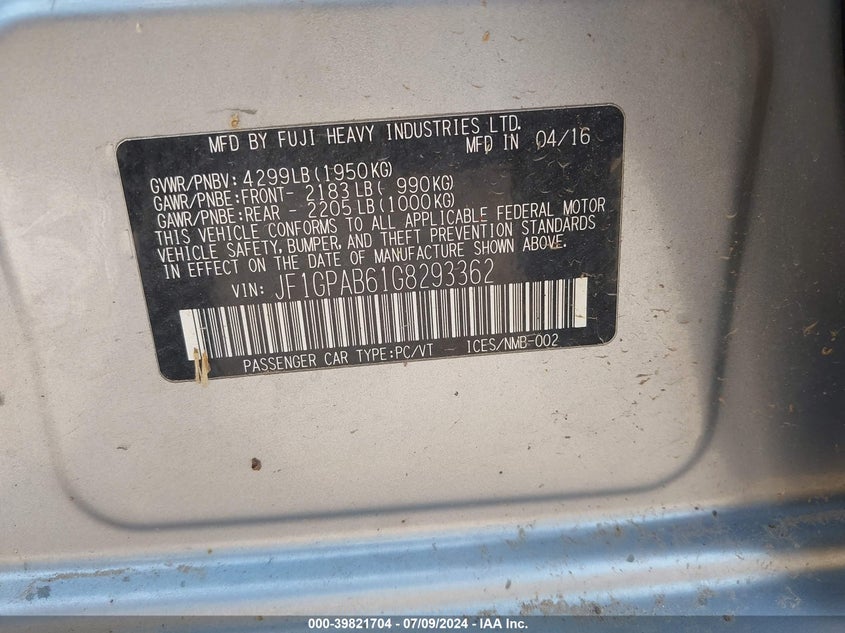 MFD BY FUJI HEAVY INDUSTRIES LTD.
MFD IN 04/16
GVWR/PNBV: 4299LB(1950KG)
GAWR/PNBE:FRONT- 2183LB( 990KG)
GAWR/PNBE:REAR - 2205LB(1000KG)
THIS VEHICLE CONFORMS TO ALL APPLICABLE FEDERAL MOTOR
VEHICLE SAFETY, BUMPER, AND THEFT PREVENTION STANDARDS
IN EFFECT ON THE DATE OF MANUFACTURE SHOWN ABOVE.
VIN: JF1GPAB61G8293362
PASSENGER CAR TYPE:PC/VT - ICES/NMB-002
000-39821704 / 07/09/2024 - IAA Inc.